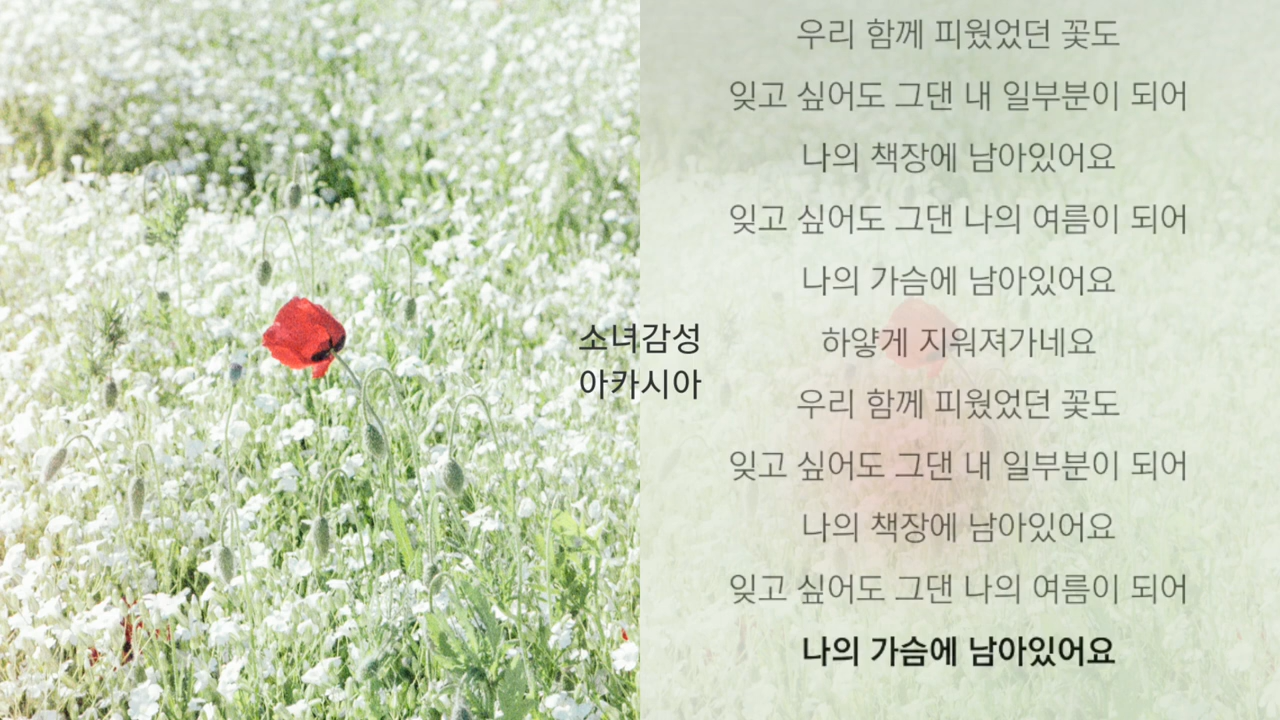 소녀감성
아카시아
우리 함께 피웠었던 꽃도
잊고 싶어도 그댄 내 일부분이 되어
나의 책장에 남아있어요
잊고 싶어도 그댄 나의 여름이 되어
나의 가슴에 남아있어요
하얗게 지워져가네요
우리 함께 피웠었던 꽃도
잊고 싶어도 그댄 내 일부분이 되어
나의 책장에 남아있어요
잊고 싶어도 그댄 나의 여름이 되어
나의 가슴에 남아있어요